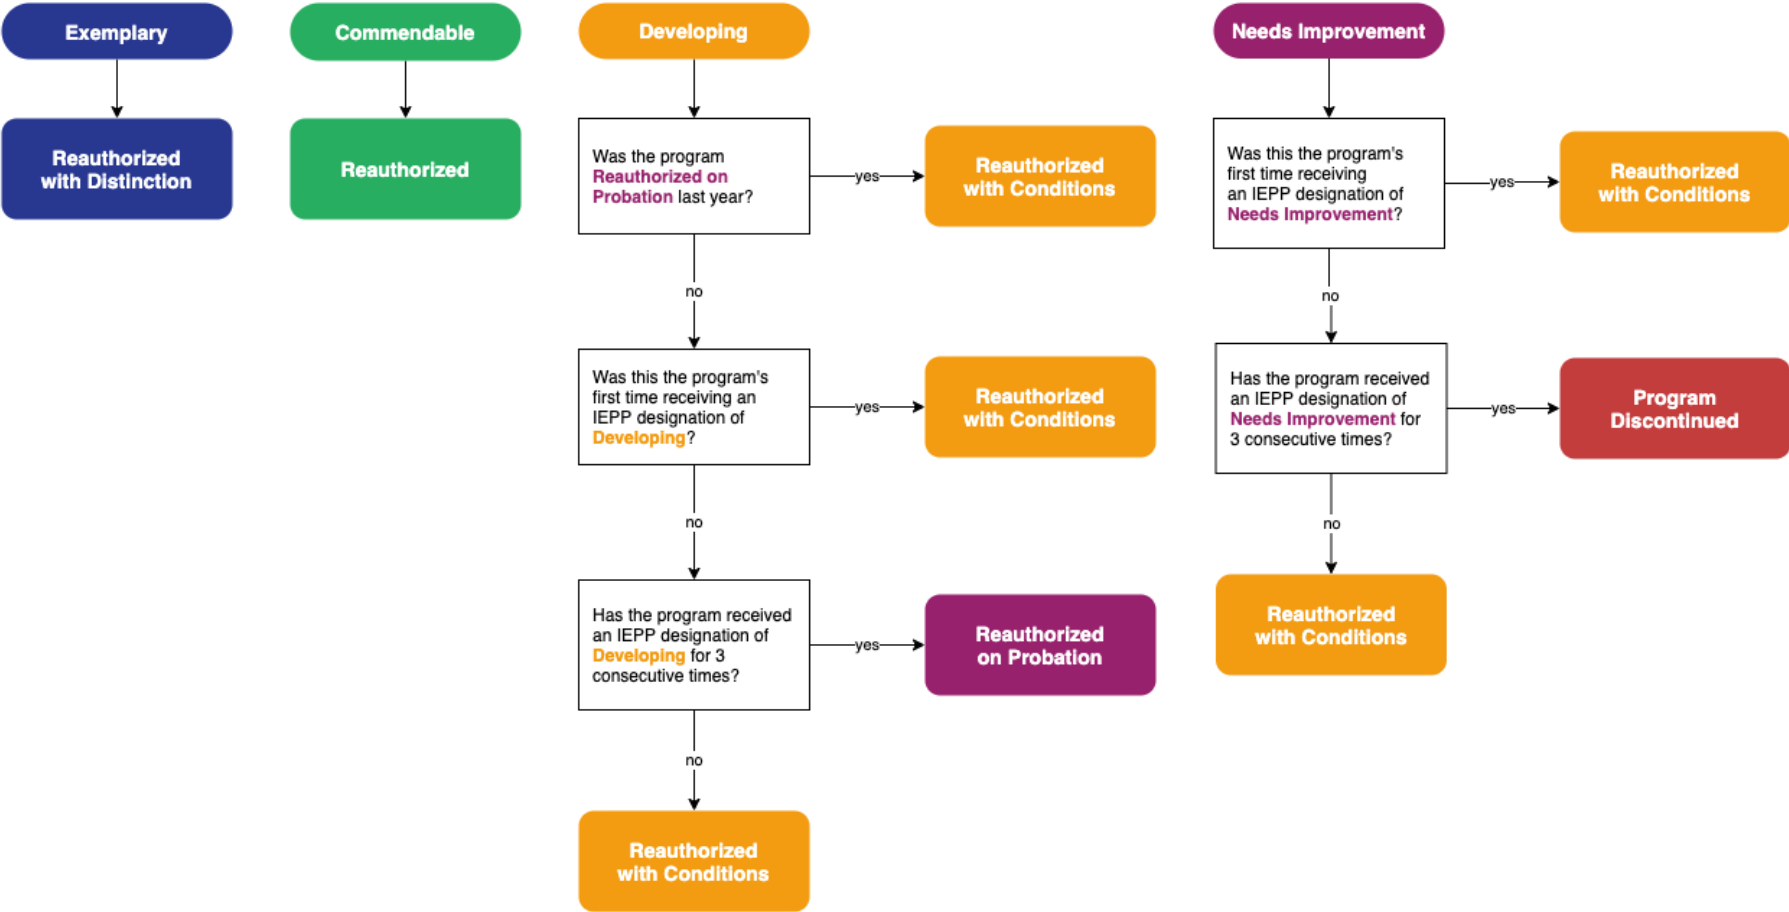 Exemplary
Reauthorized
with Distinction
Commendable
Reauthorized
Developing
Was the program
Reauthorized on
Probation last year?
yes
Reauthorized
with Conditions
no
Was this the program's
first time receiving an
IEPP designation of
Developing?
yes
Reauthorized
with Conditions
no
Has the program received
an IEPP designation of
Developing for 3
consecutive times?
yes
Reauthorized
on Probation
no
Reauthorized
with Conditions
Needs Improvement
Was this the program's
first time receiving
an IEPP designation of
Needs Improvement?
yes
Reauthorized
with Conditions
no
Has the program received
an IEPP designation of
Needs Improvement for
3 consecutive times?
yes
Program
Discontinued
no
Reauthorized
with Conditions